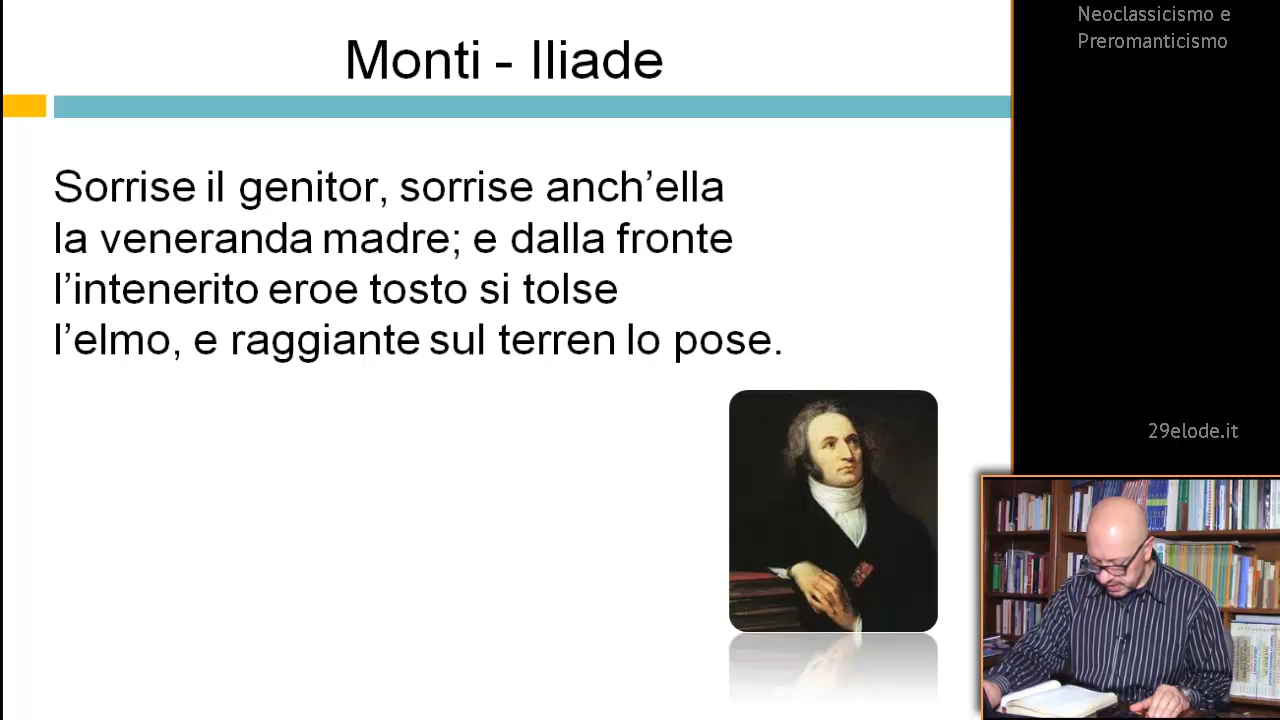 Monti - Iliade
Neoclassicismo e
Preromanticismo
Sorrise il genitor, sorrise anch’ella
la veneranda madre; e dalla fronte
l’intenerito eroe tosto si tolse
l’elmo, e raggiante sul terren lo pose.
29elode.it